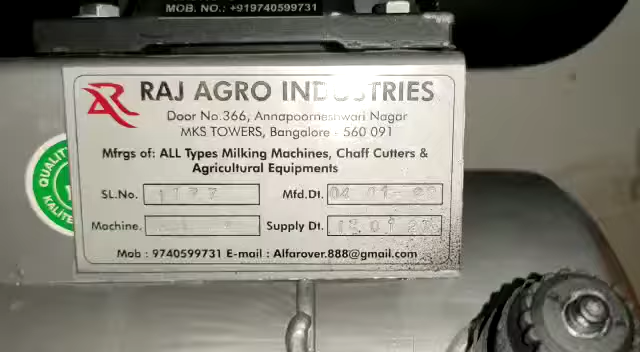 MOB. NO.: +919740599731
RAJ AGRO INDUSTRIES
Door No.366, Annapoorneshwari Nagar
MKS TOWERS, Bangalore - 560 091
Mfrgs of: ALL Types Milking Machines, Chaff Cutters &
Agricultural Equipments
SL.No. Mfd.Dt.
Machine. Supply Dt.
Mob : 9740599731 E-mail : Alfarover.888@gmail.com
QUALITY
KALITE